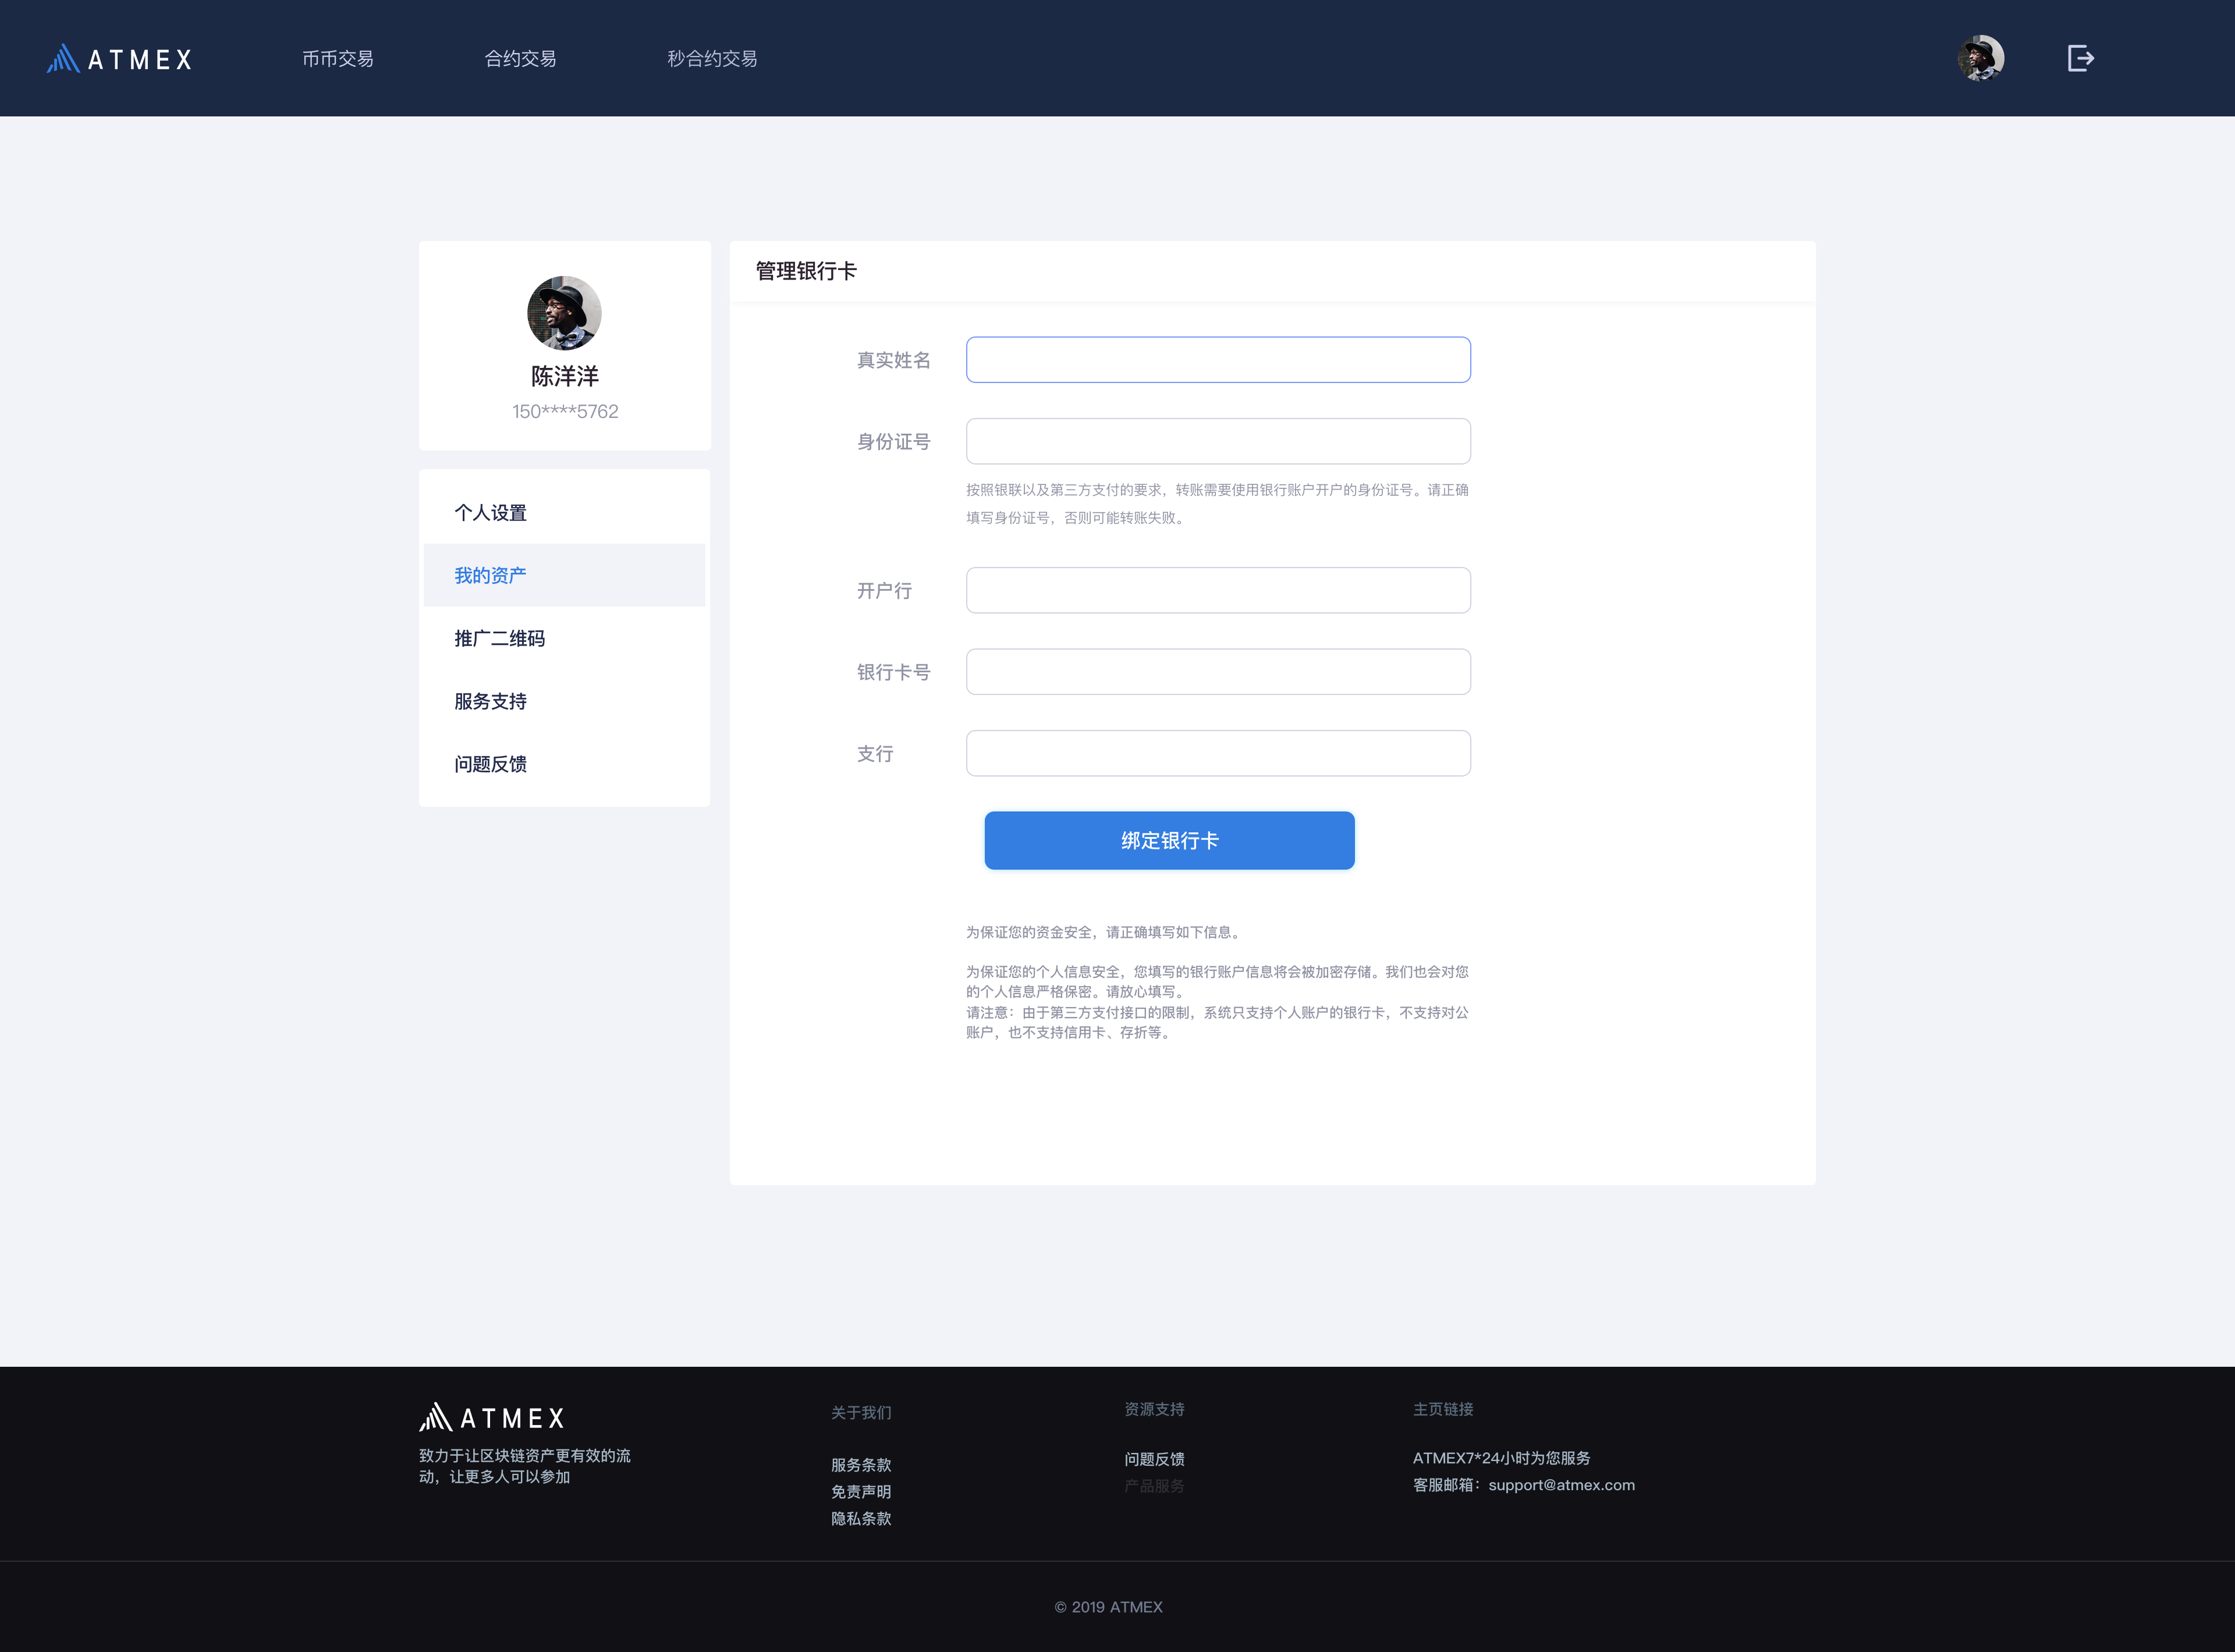 ATMEX
币币交易
合约交易
秒合约交易
陈洋洋
150****5762
个人设置
我的资产
推广二维码
服务支持
问题反馈
管理银行卡
真实姓名
身份证号
按照银联以及第三方支付的要求，转账需要使用银行账户开户的身份证号。请正确
填写身份证号，否则可能转账失败。
开户行
银行卡号
支行
绑定银行卡
为保证您的资金安全，请正确填写如下信息。
为保证您的个人信息安全，您填写的银行账户信息将会被加密存储。我们也会对您
的个人信息严格保密。请放心填写。
请注意：由于第三方支付接口的限制，系统只支持个人账户的银行卡，不支持对公
账户，也不支持信用卡、存折等。
ATMEX
致力于让区块链资产更有效的流
动，让更多人可以参加
关于我们
服务条款
免责声明
隐私条款
资源支持
问题反馈
产品服务
主页链接
ATMEX7*24小时为您服务
客服邮箱：support@atmex.com
© 2019 ATMEX